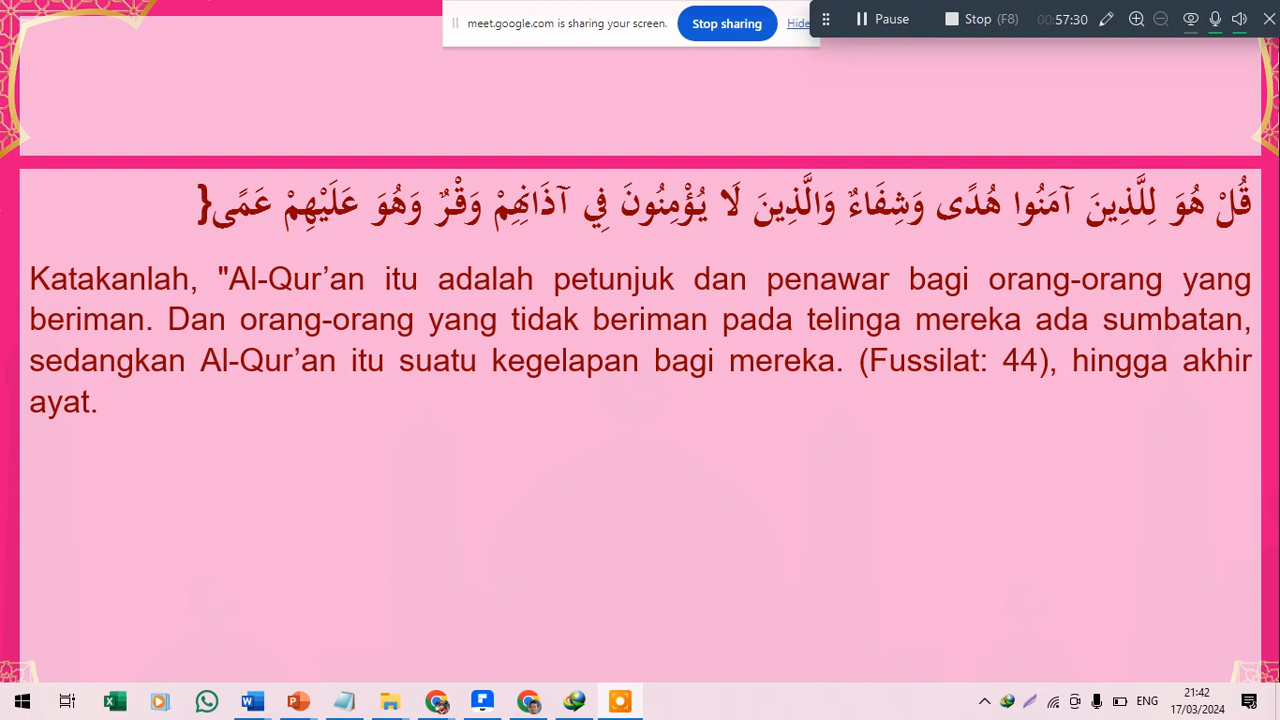 meet.google.com is sharing your screen.
Stop sharing
Hide
Pause
Stop (F8)
00:57:30
قُلْ هُوَ لِلَّذِينَ آمَنُوا هُدًى وَشِفَاءٌ وَالَّذِينَ لَا يُؤْمِنُونَ فِي آذَانِهِمْ وَقْرٌ وَهُوَ عَلَيْهِمْ عَمًى{
Katakanlah, "Al-Qur’an itu adalah petunjuk dan penawar bagi orang-orang yang
beriman. Dan orang-orang yang tidak beriman pada telinga mereka ada sumbatan,
sedangkan Al-Qur’an itu suatu kegelapan bagi mereka. (Fussilat: 44), hingga akhir
ayat.
ENG
21:42
17/03/2024